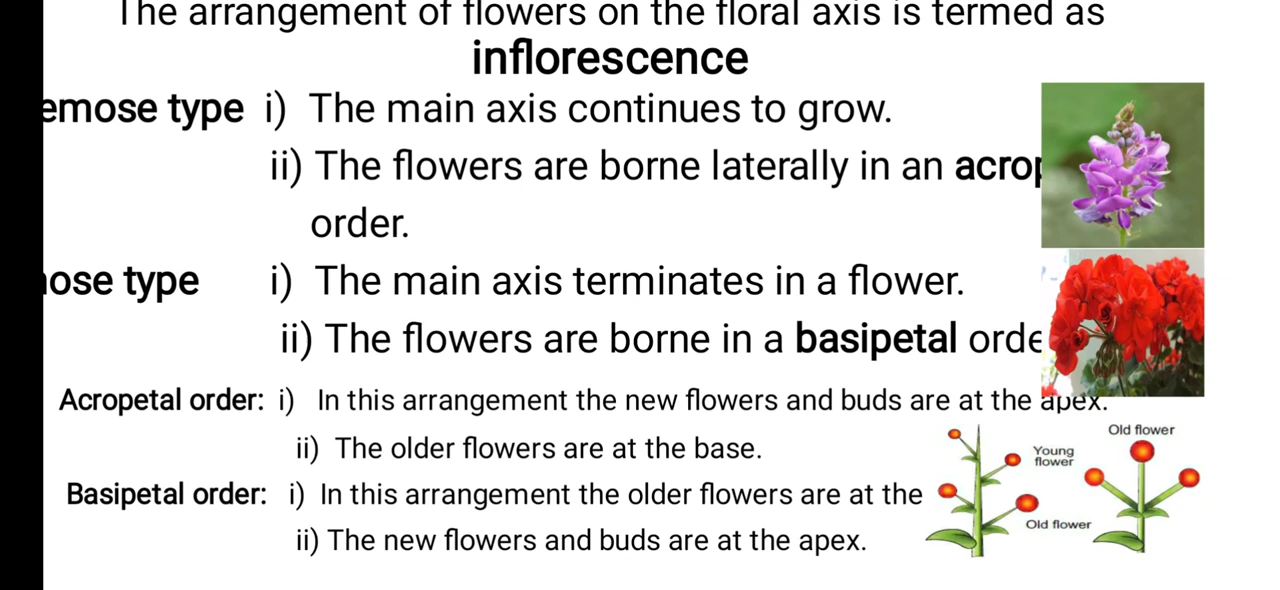 The arrangement of flowers on the floral axis is termed as
inflorescence
emose type i) The main axis continues to grow.
ii) The flowers are borne laterally in an acrop
order.
ose type i) The main axis terminates in a flower.
ii) The flowers are borne in a basipetal orde
Acropetal order: i) In this arrangement the new flowers and buds are at the apex.
ii) The older flowers are at the base.
Basipetal order: i) In this arrangement the older flowers are at the
ii) The new flowers and buds are at the apex.
Old flower
Young
flower
Old flower